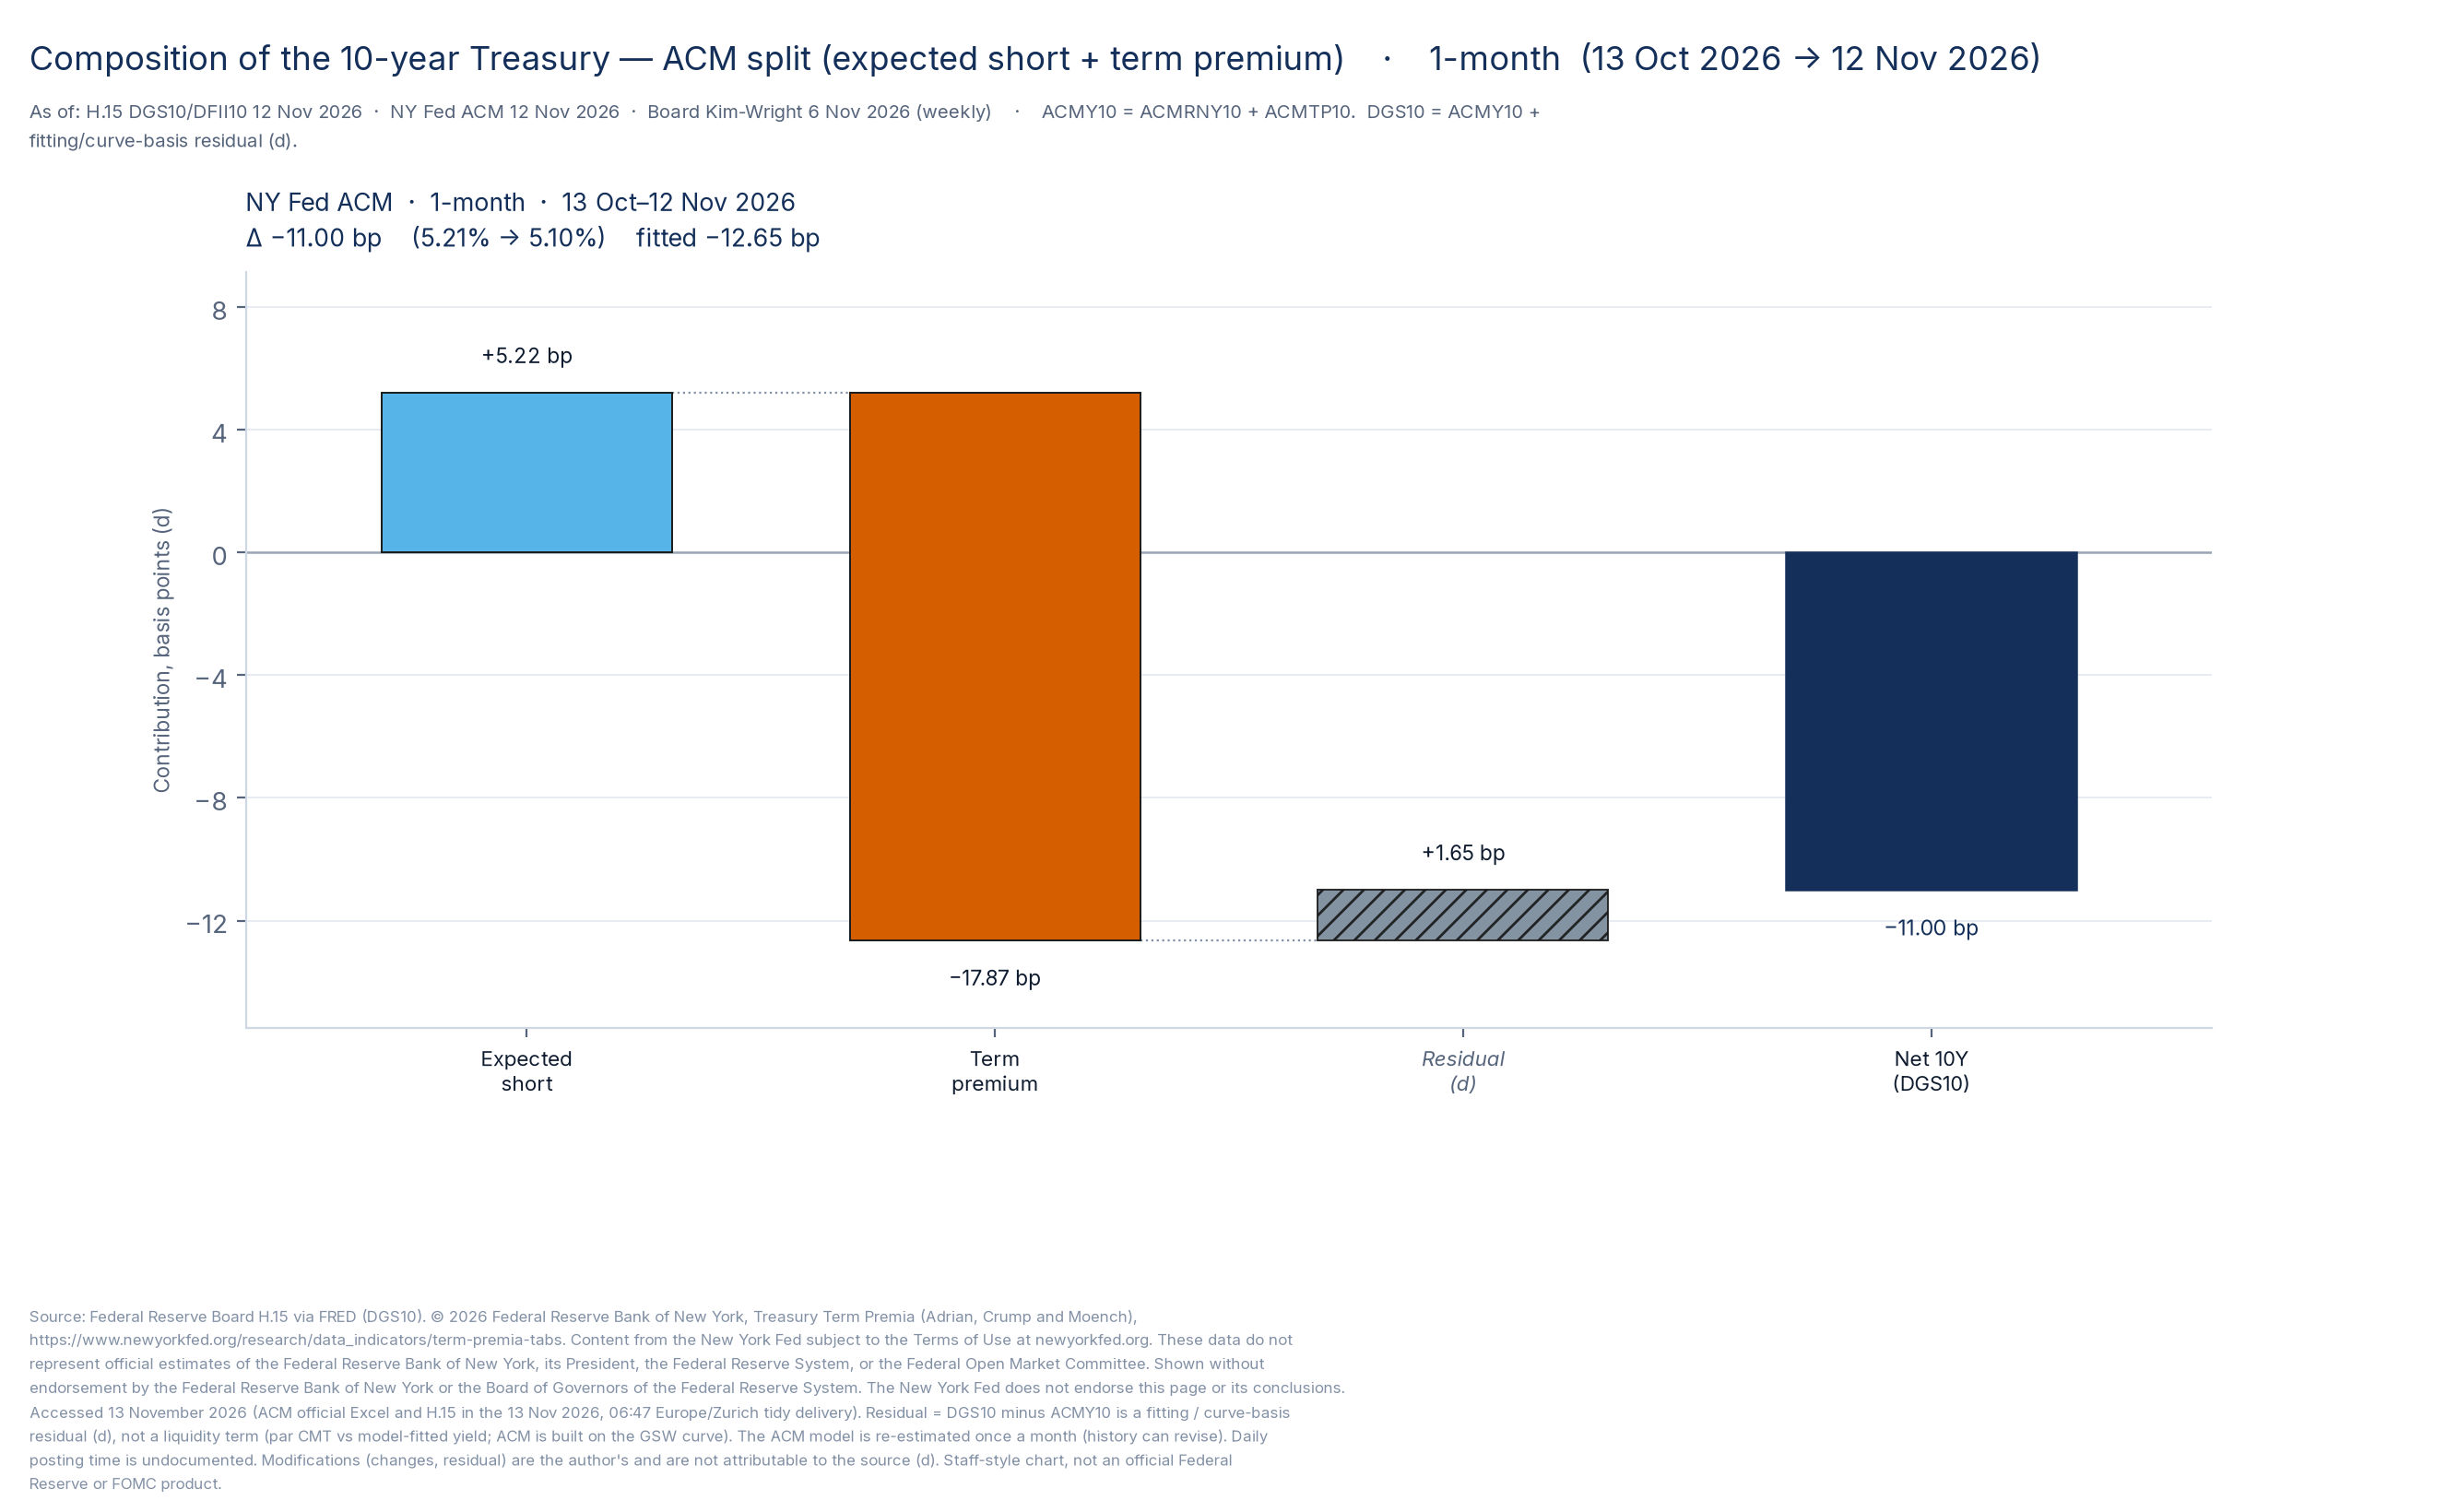 Composition of the 10-year Treasury — ACM split (expected short + term premium)   ·   1-month  (13 Oct 2026 → 12 Nov 2026)
As of: H.15 DGS10/DFII10 12 Nov 2026  ·  NY Fed ACM 12 Nov 2026  ·  Board Kim-Wright 6 Nov 2026 (weekly)   ·   ACMY10 = ACMRNY10 + ACMTP10.  DGS10 = ACMY10 +
fitting/curve-basis residual (d).
NY Fed ACM  ·  1-month  ·  13 Oct–12 Nov 2026
Δ −11.00 bp   (5.21% → 5.10%)   fitted −12.65 bp
Contribution, basis points (d)
8
4
0
−4
−8
−12
+5.22 bp
−17.87 bp
+1.65 bp
−11.00 bp
Expected
short
Term
premium
Residual
(d)
Net 10Y
(DGS10)
Source: Federal Reserve Board H.15 via FRED (DGS10). © 2026 Federal Reserve Bank of New York, Treasury Term Premia (Adrian, Crump and Moench),
https://www.newyorkfed.org/research/data_indicators/term-premia-tabs. Content from the New York Fed subject to the Terms of Use at newyorkfed.org. These data do not
represent official estimates of the Federal Reserve Bank of New York, its President, the Federal Reserve System, or the Federal Open Market Committee. Shown without
endorsement by the Federal Reserve Bank of New York or the Board of Governors of the Federal Reserve System. The New York Fed does not endorse this page or its conclusions.
Accessed 13 November 2026 (ACM official Excel and H.15 in the 13 Nov 2026, 06:47 Europe/Zurich tidy delivery). Residual = DGS10 minus ACMY10 is a fitting / curve-basis
residual (d), not a liquidity term (par CMT vs model-fitted yield; ACM is built on the GSW curve). The ACM model is re-estimated once a month (history can revise). Daily
posting time is undocumented. Modifications (changes, residual) are the author's and are not attributable to the source (d). Staff-style chart, not an official Federal
Reserve or FOMC product.